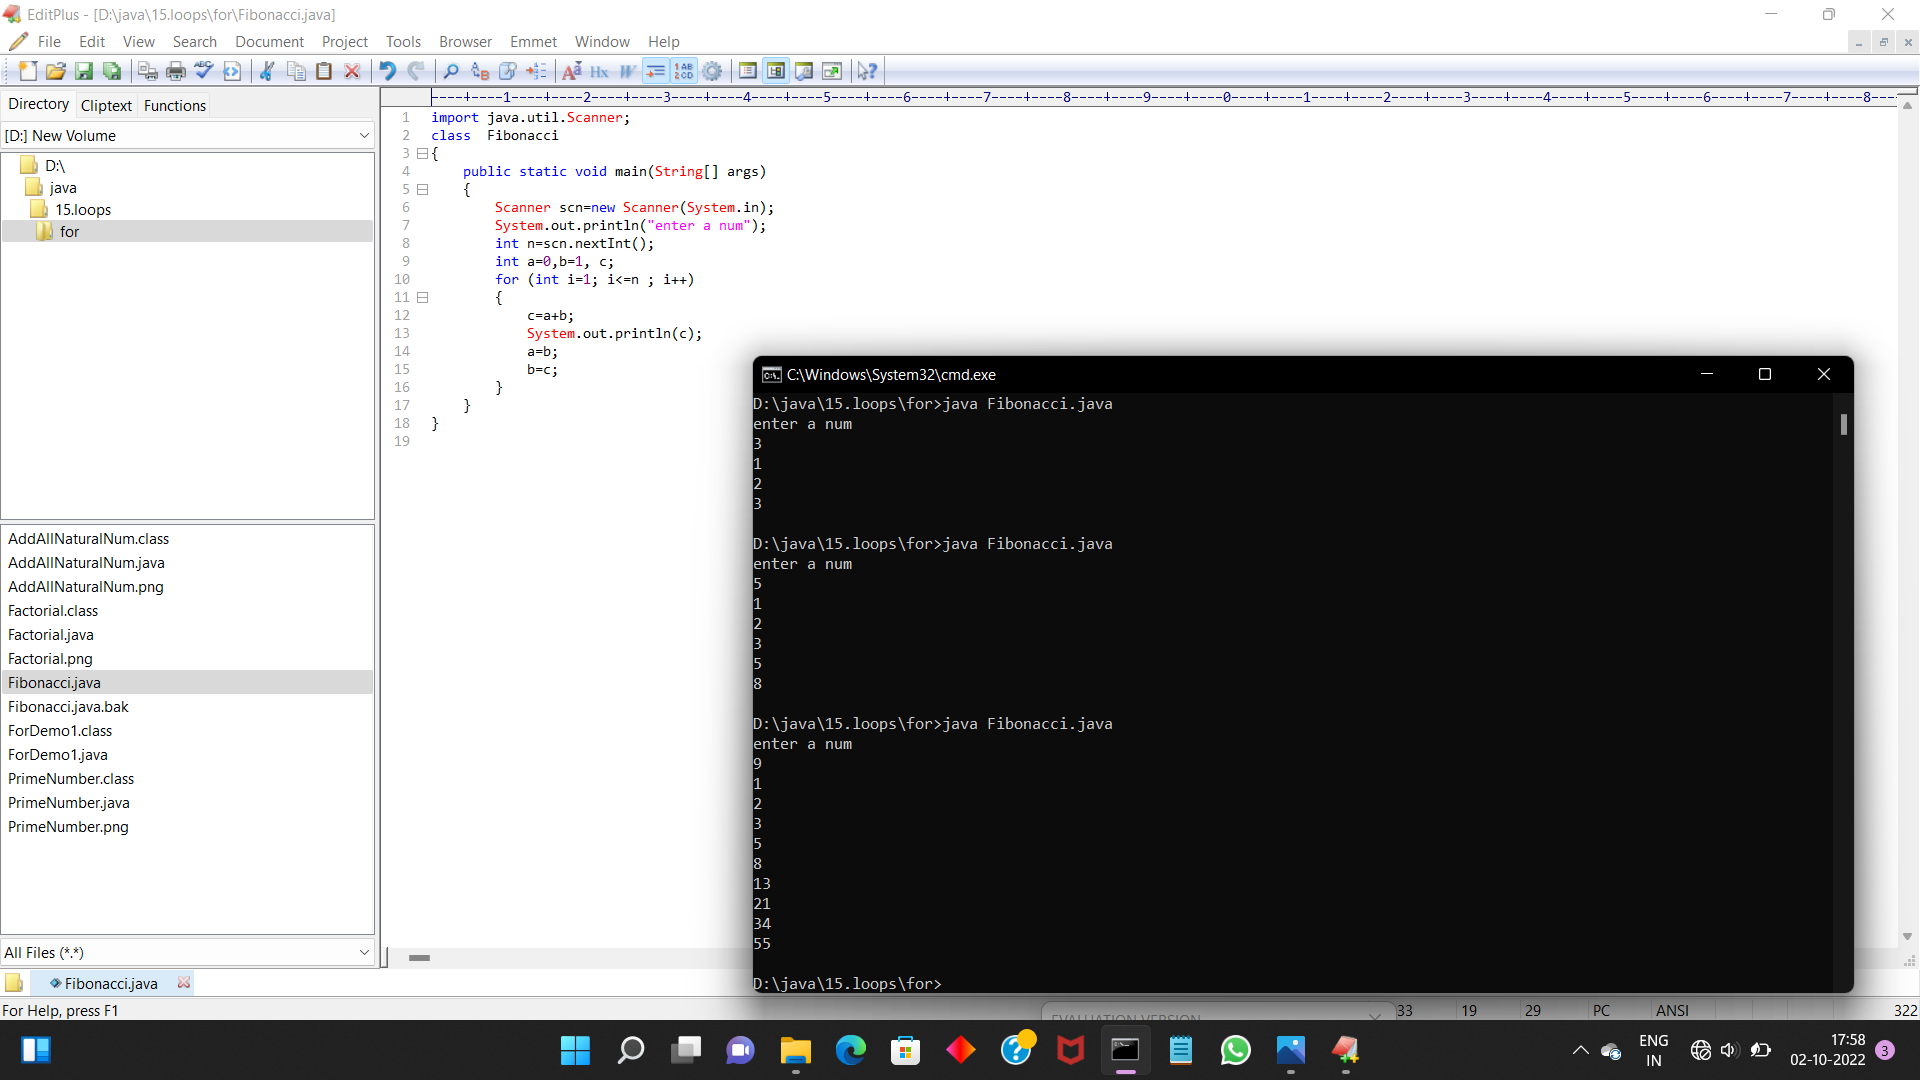 EditPlus - [D:\java\15.loops\for\Fibonacci.java]
File Edit View Search Document Project Tools Browser Emmet Window Help
Directory Cliptext Functions
[D:] New Volume
D:\
java
15.loops
for
AddAllNaturalNum.class
AddAllNaturalNum.java
AddAllNaturalNum.png
Factorial.class
Factorial.java
Factorial.png
Fibonacci.java
Fibonacci.java.bak
ForDemo1.class
ForDemo1.java
PrimeNumber.class
PrimeNumber.java
PrimeNumber.png
All Files (*.*)
----+----1----+----2----+----3----+----4----+----5----+----6----+----7----+----8----+----9----+----0----+----1----+----2----+----3----+----4----+----5----+----6----+----7----+----8---
1 import java.util.Scanner;
2 class  Fibonacci
3 {
4     public static void main(String[] args)
5     {
6         Scanner scn=new Scanner(System.in);
7         System.out.println("enter a num");
8         int n=scn.nextInt();
9         int a=0,b=1, c;
10         for (int i=1; i<=n ; i++)
11         {
12             c=a+b;
13             System.out.println(c);
14             a=b;
15             b=c;
16         }
17     }
18 }
19
C:\Windows\System32\cmd.exe
D:\java\15.loops\for>java Fibonacci.java
enter a num
3
1
2
3
D:\java\15.loops\for>java Fibonacci.java
enter a num
5
1
2
3
5
8
D:\java\15.loops\for>java Fibonacci.java
enter a num
9
1
2
3
5
8
13
21
34
55
D:\java\15.loops\for>
Fibonacci.java
For Help, press F1
EVALUATION VERSION
33 19 29 PC ANSI 322
ENG
IN
17:58
02-10-2022
3